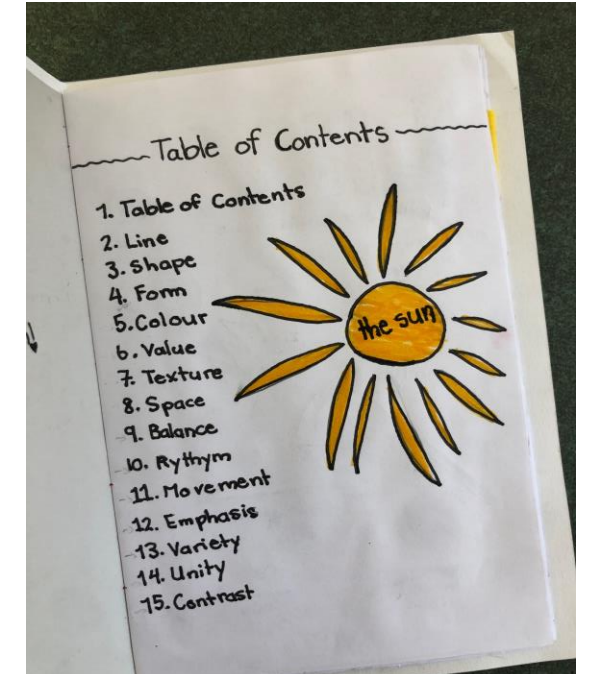 Table of Contents
1. Table of Contents
2. Line
3. Shape
4. Form
5. Colour
6. Value
7. Texture
8. Space
9. Balance
10. Rythym
11. Movement
12. Emphasis
13. Variety
14. Unity
15. Contrast
the sun